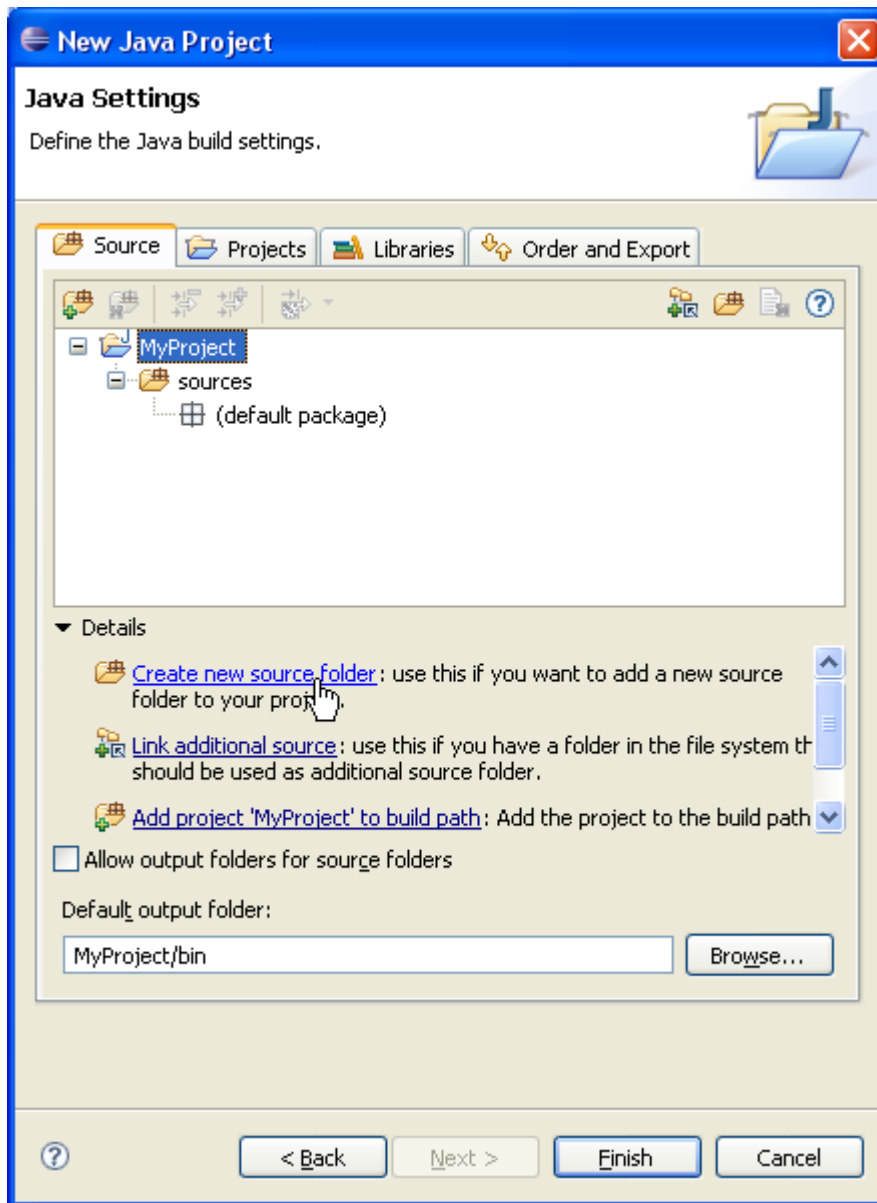 New Java Project
Java Settings
Define the Java build settings.
Source Projects Libraries Order and Export
MyProject
sources
(default package)
Details
Create new source folder: use this if you want to add a new source
folder to your proj
Link additional source: use this if you have a folder in the file system th
should be used as additional source folder.
Add project 'MyProject' to build path: Add the project to the build path
Allow output folders for source folders
Default output folder:
MyProject/bin Browse...
< Back Next > Finish Cancel